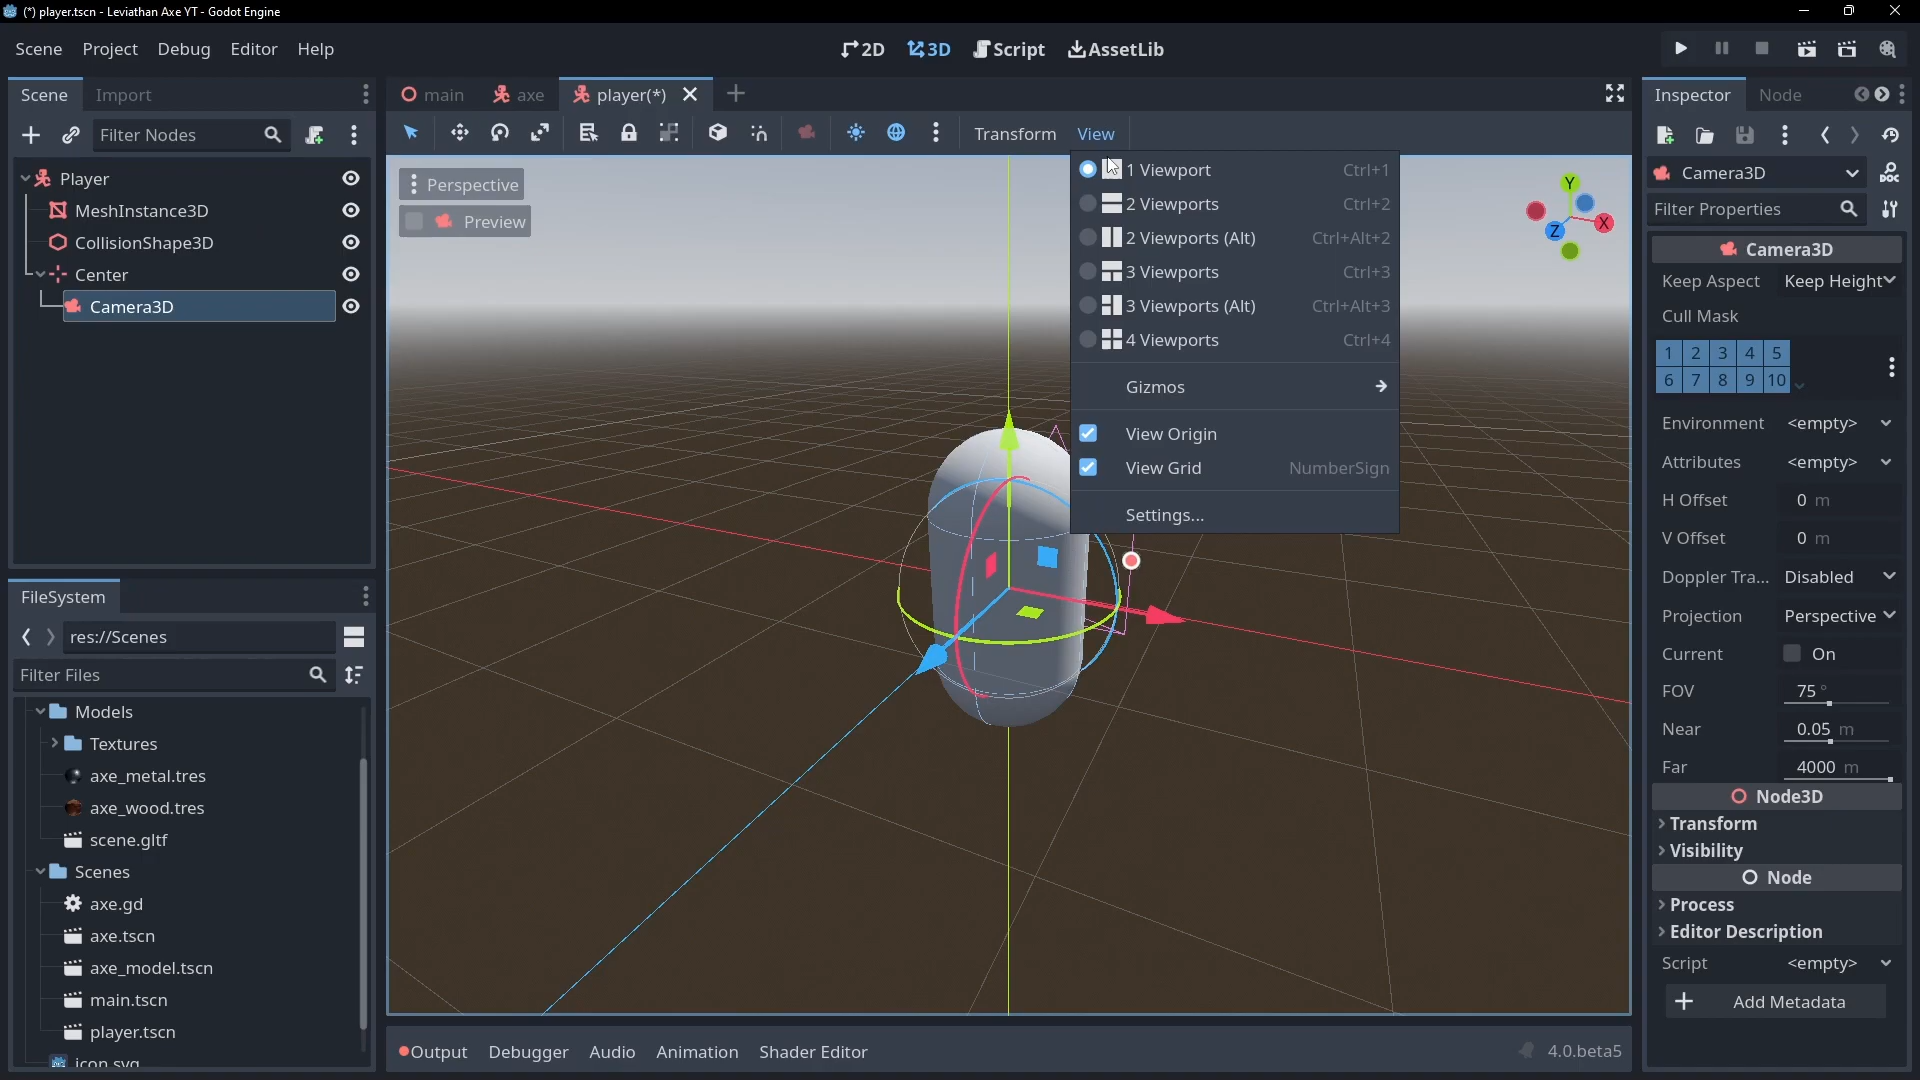 (*) player.tscn - Leviathan Axe YT - Godot Engine
Scene Project Debug Editor Help
2D 3D Script AssetLib
Scene Import
Filter Nodes
Player
MeshInstance3D
CollisionShape3D
Center
Camera3D
FileSystem
res://Scenes
Filter Files
Models
Textures
axe_metal.tres
axe_wood.tres
scene.gltf
Scenes
axe.gd
axe.tscn
axe_model.tscn
main.tscn
player.tscn
icon.svg
main axe player(*)
Transform View
Perspective
Preview
1 Viewport Ctrl+1
2 Viewports Ctrl+2
2 Viewports (Alt) Ctrl+Alt+2
3 Viewports Ctrl+3
3 Viewports (Alt) Ctrl+Alt+3
4 Viewports Ctrl+4
Gizmos
View Origin
View Grid NumberSign
Settings...
Y
X
Z
Output Debugger Audio Animation Shader Editor
4.0.beta5
Inspector Node
Camera3D
DOC
Filter Properties
Camera3D
Keep Aspect Keep Height
Cull Mask
1 2 3 4 5
6 7 8 9 10
Environment <empty>
Attributes <empty>
H Offset 0 m
V Offset 0 m
Doppler Tra... Disabled
Projection Perspective
Current On
FOV 75 °
Near 0.05 m
Far 4000 m
Node3D
Transform
Visibility
Node
Process
Editor Description
Script <empty>
Add Metadata